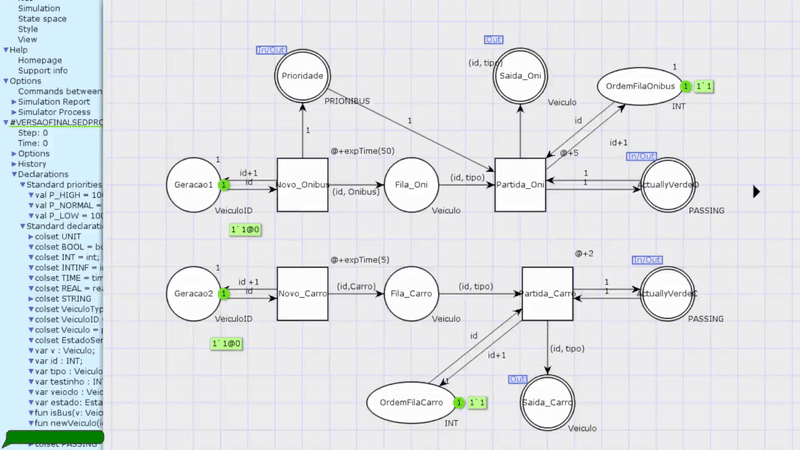 Net
Simulation
State space
Style
View
Help
Homepage
Support info
Options
Commands between
Simulation Report
Simulator Process
Step: 0
Time: 0
Options
History
Declarations
Standard priorities
val P_HIGH = 100
val P_NORMAL =
val P_LOW = 100
Standard declara
colset UNIT
colset BOOL = bo
colset INT = int;
colset INTINF = i
colset TIME = tim
colset REAL = rea
colset STRING
colset VeiculoTyp
colset VeiculoID
colset Veiculo = p
colset EstadoSer
var v : Veiculo;
var id : INT;
var tipo : Veiculo
var testinho : INT
var veiodo : Veic
var estado: Esta
fun isBus(v: Veic
fun newVeiculo(i
colset PASSING
In/Out
Prioridade
PRIONIBUS
1
1
Out
(id, tipo)
Saida_Oni
Veiculo
1
OrdemFilaOnibus
1
1`1
INT
id
id+1
@+5
@+expTime(50)
1
Geracao1
1
id+1
id
VeiculoID
1`1@0
Novo_Onibus
(id, Onibus)
Fila_Oni
Veiculo
(id, tipo)
Partida_Oni
1
1
In/Out
PASSING
@+expTime(5)
1
Geracao2
1
id +1
id
VeiculoID
1`1@0
Novo_Carro
(id,Carro)
Fila_Carro
Veiculo
(id, tipo)
Partida_Carro
@+2
1
1
In/Out
PASSING
id
id+1
(id, tipo)
OrdemFilaCarro
1
1
1`1
INT
Out
Saida_Carro
Veiculo